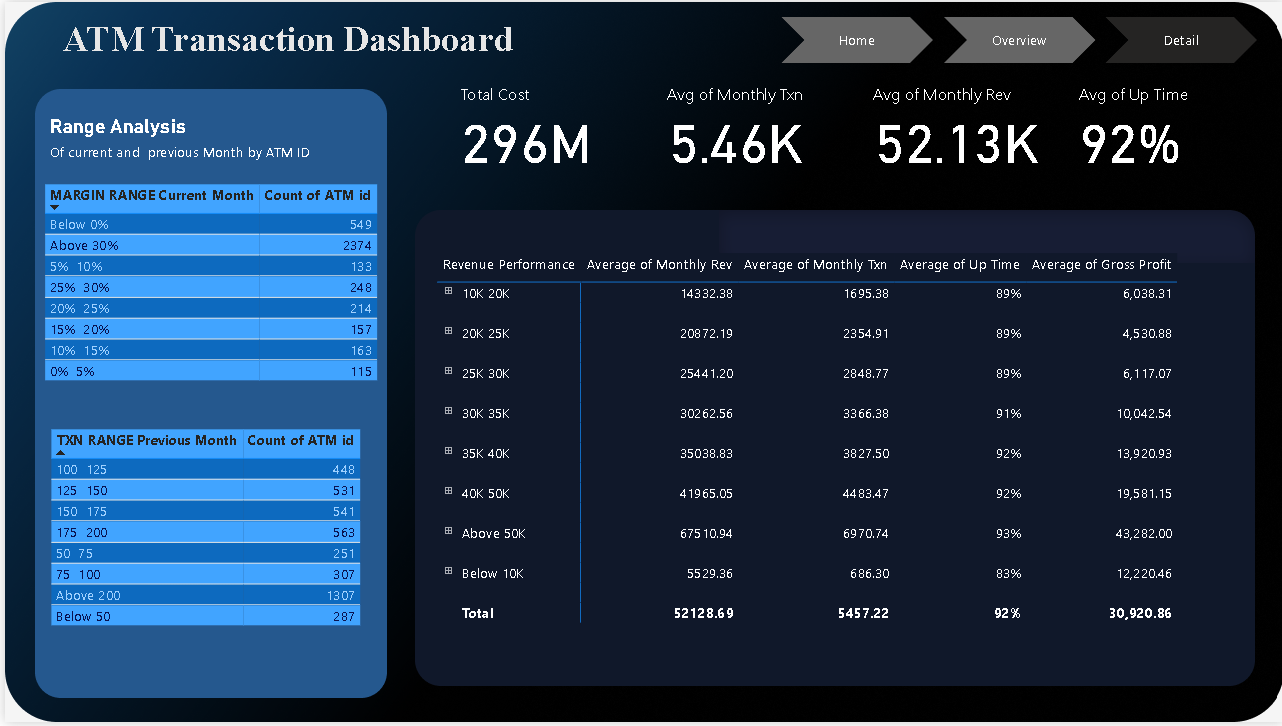 ATM Transaction Dashboard
Home Overview Detail
Total Cost Avg of Monthly Txn Avg of Monthly Rev Avg of Up Time
296M 5.46K 52.13K 92%
Range Analysis
Of current and previous Month by ATM ID
MARGIN RANGE Current Month Count of ATM id
Below 0% 549
Above 30% 2374
5% 10% 133
25% 30% 248
20% 25% 214
15% 20% 157
10% 15% 163
0% 5% 115
TXN RANGE Previous Month Count of ATM id
100 125 448
125 150 531
150 175 541
175 200 563
50 75 251
75 100 307
Above 200 1307
Below 50 287
Revenue Performance Average of Monthly Rev Average of Monthly Txn Average of Up Time Average of Gross Profit
10K 20K 14332.38 1695.38 89% 6,038.31
20K 25K 20872.19 2354.91 89% 4,530.88
25K 30K 25441.20 2848.77 89% 6,117.07
30K 35K 30262.56 3366.38 91% 10,042.54
35K 40K 35038.83 3827.50 92% 13,920.93
40K 50K 41965.05 4483.47 92% 19,581.15
Above 50K 67510.94 6970.74 93% 43,282.00
Below 10K 5529.36 686.30 83% 12,220.46
Total 52128.69 5457.22 92% 30,920.86